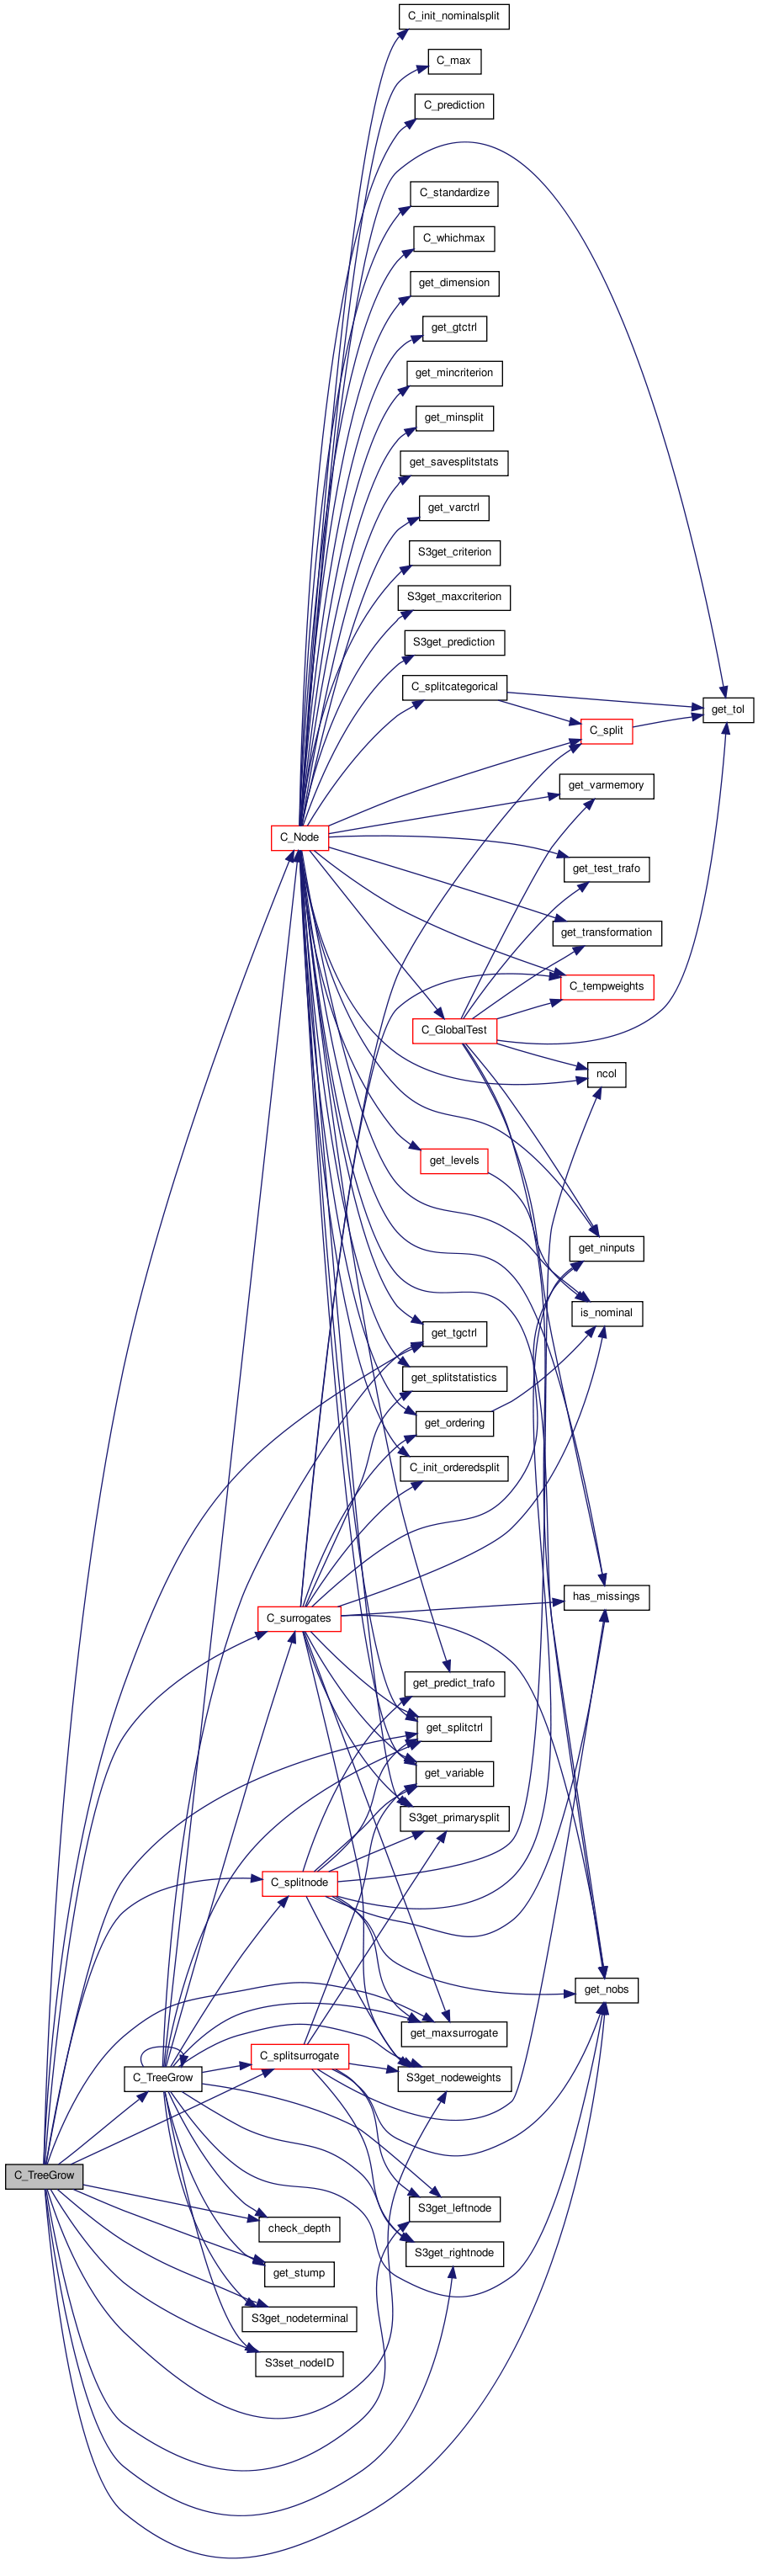 C_init_nominalsplit
C_max
C_prediction
C_standardize
C_whichmax
get_dimension
get_gtctrl
get_mincriterion
get_minsplit
get_savesplitstats
get_varctrl
S3get_criterion
S3get_maxcriterion
S3get_prediction
C_splitcategorical
get_tol
C_split
get_varmemory
C_Node
get_test_trafo
get_transformation
C_tempweights
C_GlobalTest
ncol
get_levels
get_ninputs
is_nominal
get_tgctrl
get_splitstatistics
get_ordering
C_init_orderedsplit
has_missings
C_surrogates
get_predict_trafo
get_splitctrl
get_variable
S3get_primarysplit
C_splitnode
get_nobs
get_maxsurrogate
C_splitsurrogate
C_TreeGrow
S3get_nodeweights
C_TreeGrow
S3get_leftnode
check_depth
S3get_rightnode
get_stump
S3get_nodeterminal
S3set_nodeID